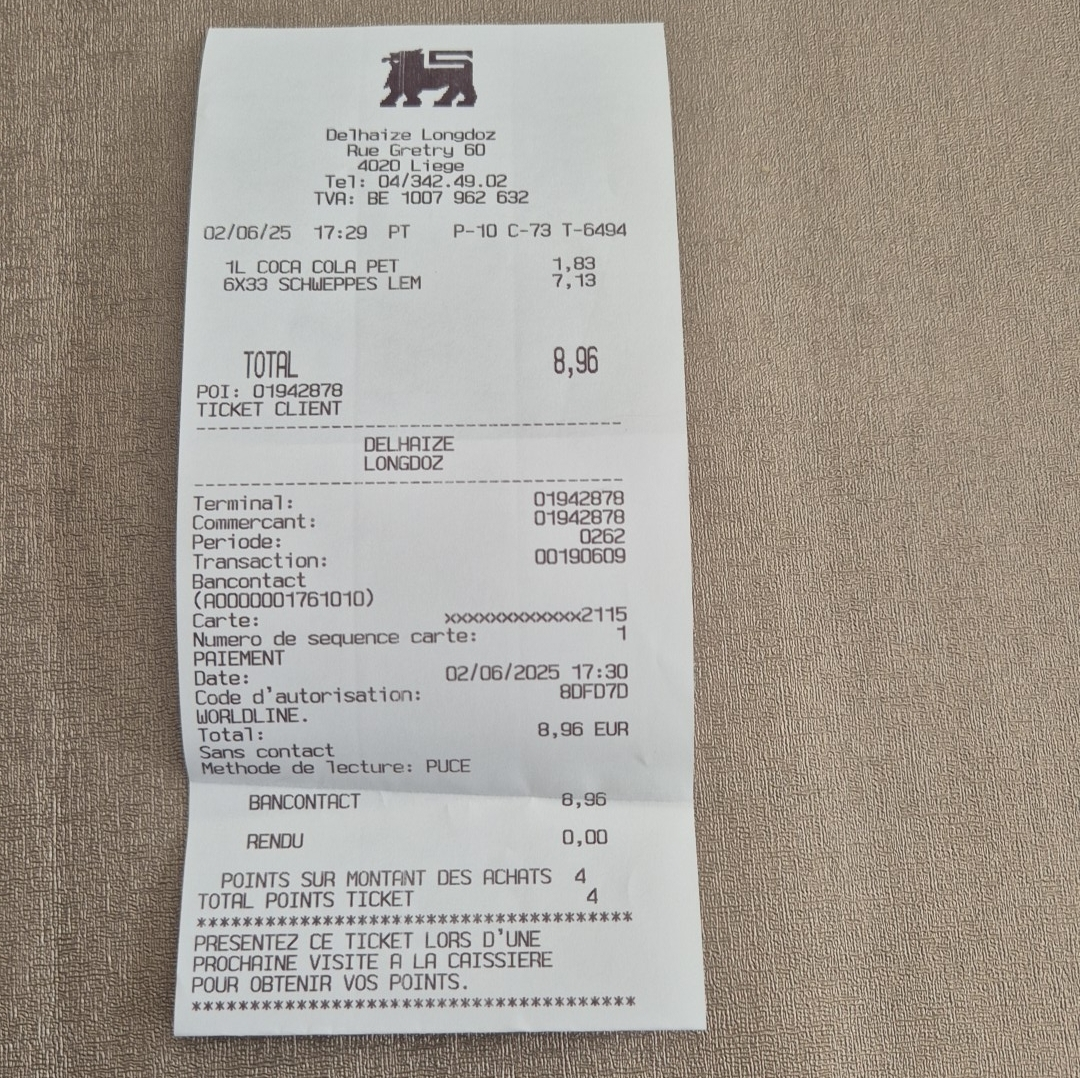 Delhaize Longdoz
Rue Gretry 60
4020 Liege
Tel: 04/342.49.02
TVA: BE 1007 962 632
02/06/25 17:29 PT P-10 C-73 T-6494
1L COCA COLA PET 1,83
6X33 SCHWEPPES LEM 7,13
TOTAL 8,96
POI: 01942878
TICKET CLIENT
----------------------------------------
DELHAIZE
LONGDOZ
----------------------------------------
Terminal: 01942878
Commercant: 01942878
Periode: 0262
Transaction: 00190609
Bancontact
(A0000001761010)
Carte: xxxxxxxxxxxx2115
Numero de sequence carte: 1
PAIEMENT
Date: 02/06/2025 17:30
Code d'autorisation: 8DFD7D
WORLDLINE.
Total: 8,96 EUR
Sans contact
Methode de lecture: PUCE
BANCONTACT 8,96
RENDU 0,00
POINTS SUR MONTANT DES ACHATS 4
TOTAL POINTS TICKET 4
****************************************
PRESENTEZ CE TICKET LORS D'UNE
PROCHAINE VISITE A LA CAISSIERE
POUR OBTENIR VOS POINTS.
****************************************